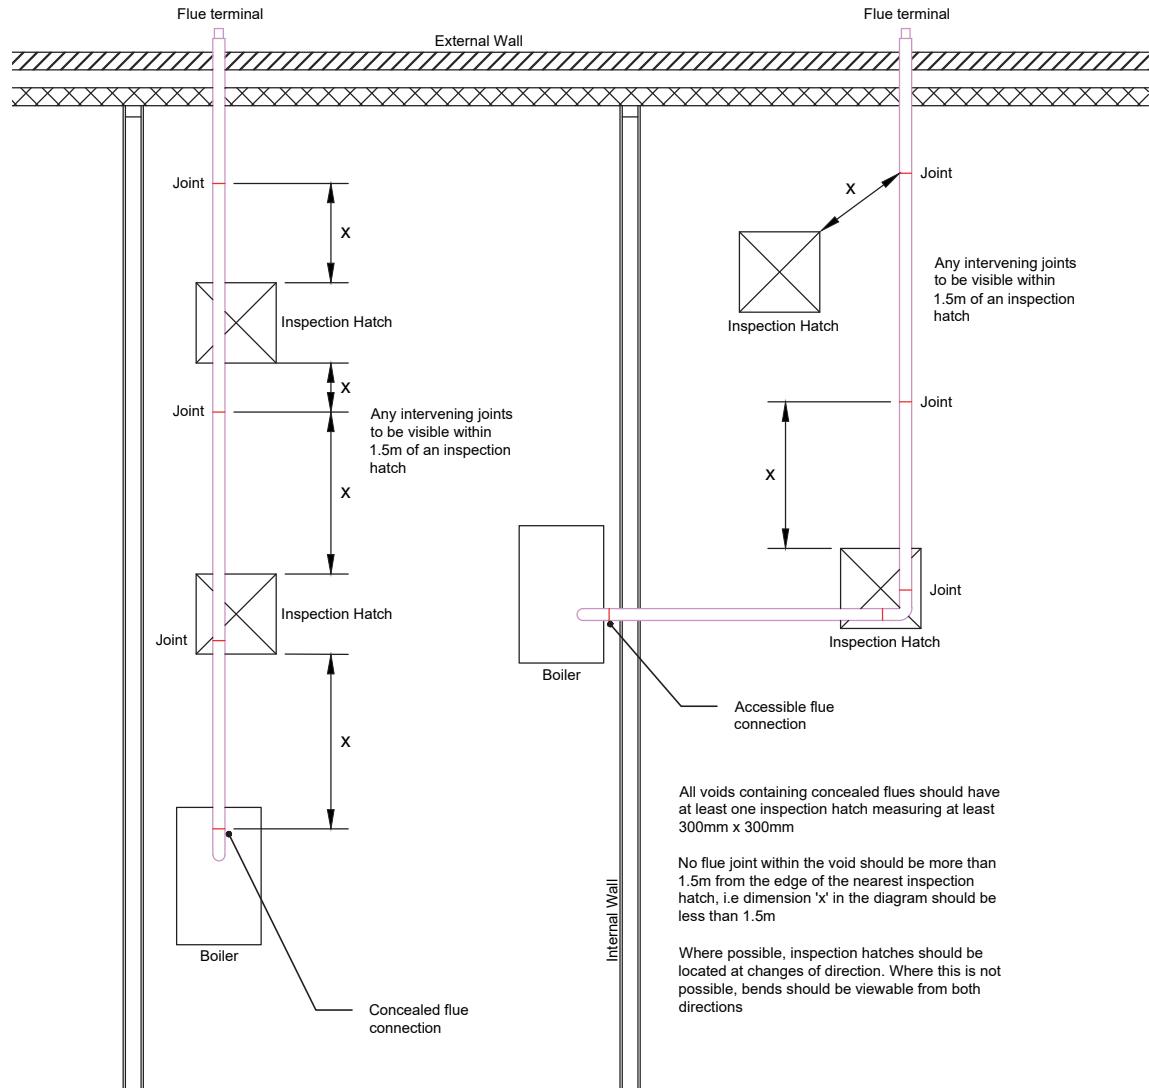 Flue terminal
Flue terminal
External Wall
Joint
Joint
x
x
Any intervening joints
to be visible within
1.5m of an inspection
hatch
Inspection Hatch
Inspection Hatch
x
Joint
Joint
Any intervening joints
to be visible within
1.5m of an inspection
hatch
x
x
Inspection Hatch
Joint
Joint
Inspection Hatch
Boiler
Accessible flue
connection
x
All voids containing concealed flues should have
at least one inspection hatch measuring at least
300mm x 300mm
No flue joint within the void should be more than
1.5m from the edge of the nearest inspection
hatch, i.e dimension 'x' in the diagram should be
less than 1.5m
Internal Wall
Boiler
Where possible, inspection hatches should be
located at changes of direction. Where this is not
possible, bends should be viewable from both
directions
Concealed flue
connection